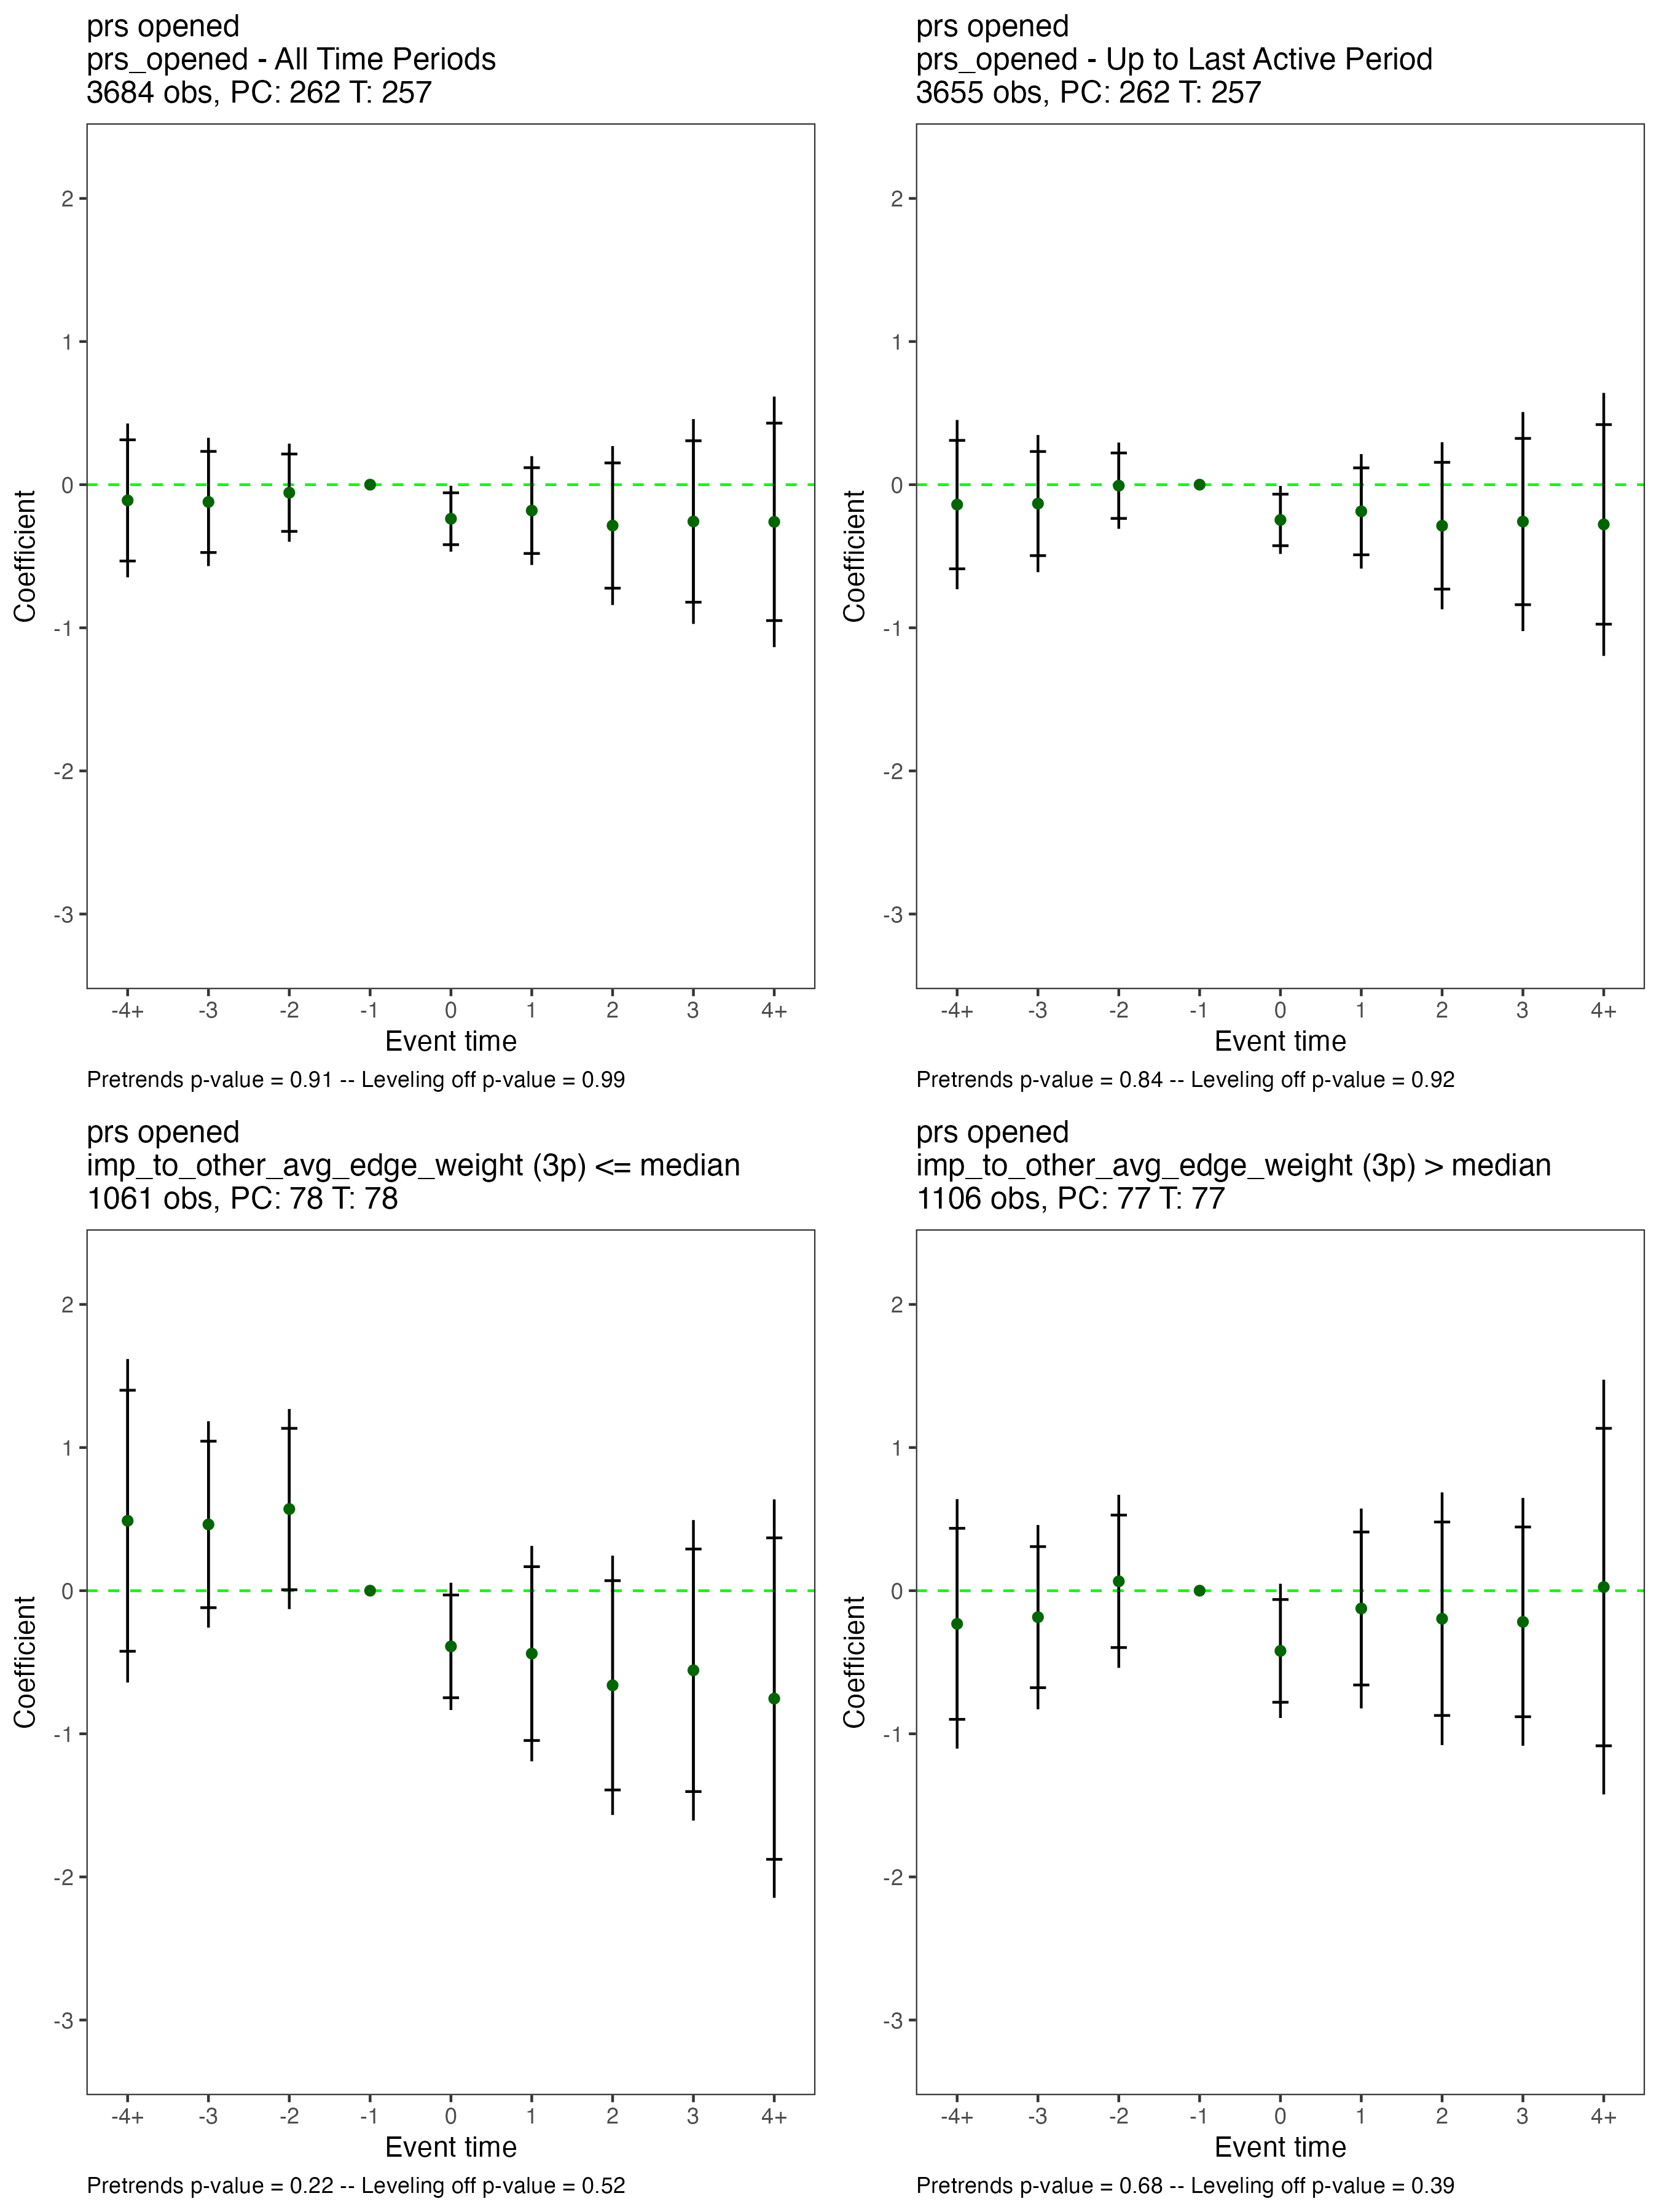 prs opened
prs_opened - All Time Periods
3684 obs, PC: 262 T: 257
2
1
0
-1
-2
-3
Coefficient
-4+ -3 -2 -1 0 1 2 3 4+
Event time
Pretrends p-value = 0.91 -- Leveling off p-value = 0.99
prs opened
prs_opened - Up to Last Active Period
3655 obs, PC: 262 T: 257
2
1
0
-1
-2
-3
Coefficient
-4+ -3 -2 -1 0 1 2 3 4+
Event time
Pretrends p-value = 0.84 -- Leveling off p-value = 0.92
prs opened
imp_to_other_avg_edge_weight (3p) <= median
1061 obs, PC: 78 T: 78
2
1
0
-1
-2
-3
Coefficient
-4+ -3 -2 -1 0 1 2 3 4+
Event time
Pretrends p-value = 0.22 -- Leveling off p-value = 0.52
prs opened
imp_to_other_avg_edge_weight (3p) > median
1106 obs, PC: 77 T: 77
2
1
0
-1
-2
-3
Coefficient
-4+ -3 -2 -1 0 1 2 3 4+
Event time
Pretrends p-value = 0.68 -- Leveling off p-value = 0.39